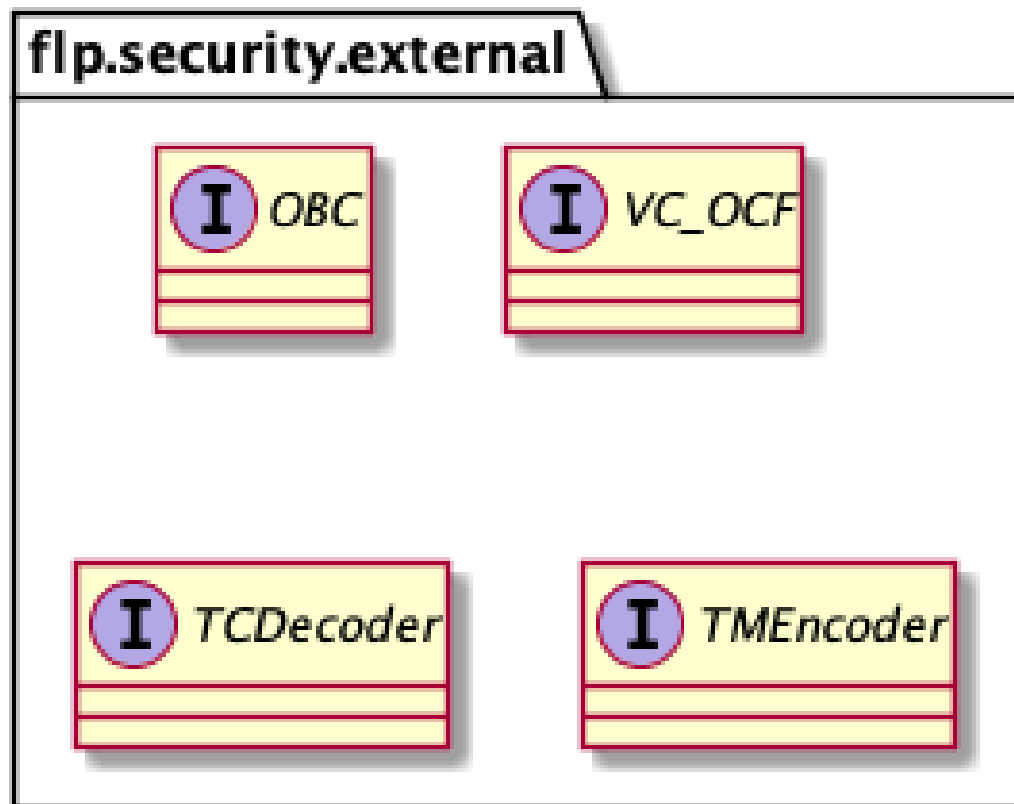 flp.security.external
I OBC
I VC_OCF
I TCDecoder
I TMEncoder